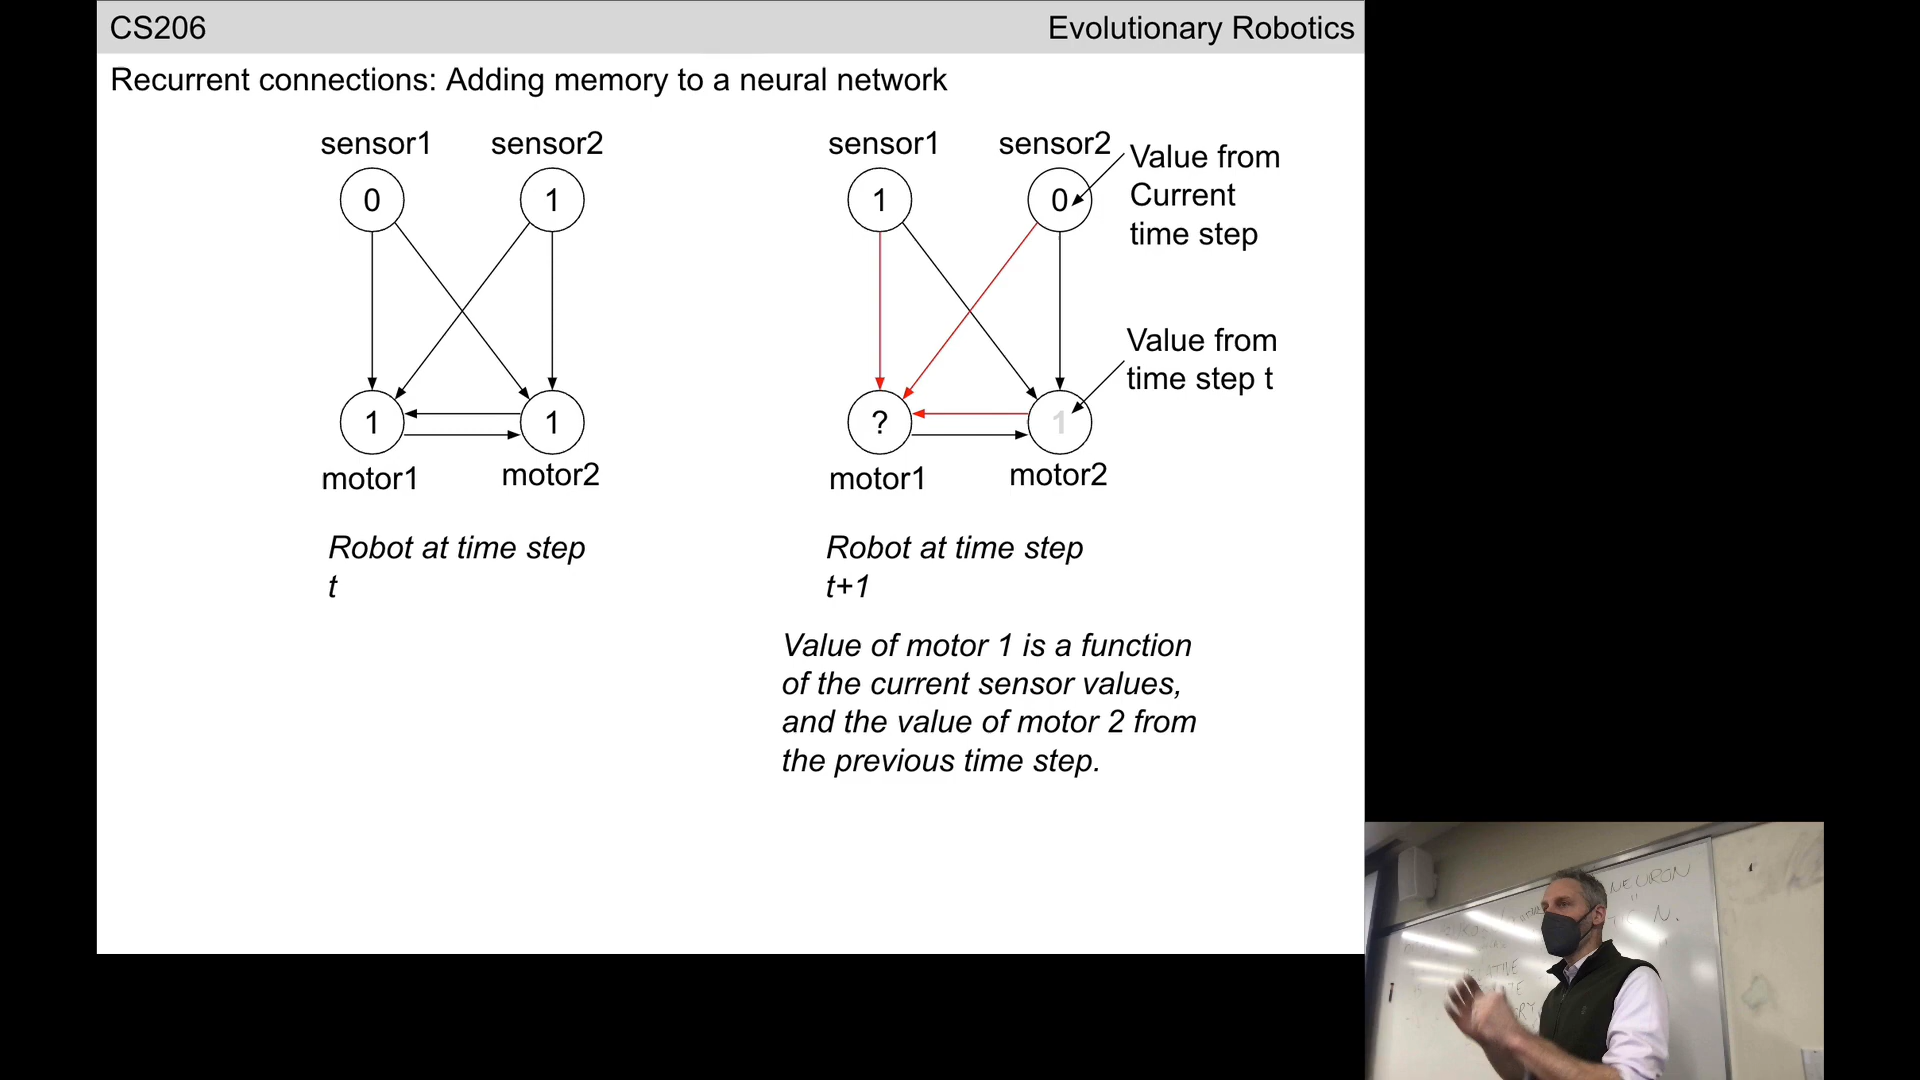 CS206
Evolutionary Robotics
Recurrent connections: Adding memory to a neural network
sensor1
sensor2
0
1
1
1
motor1
motor2
Robot at time step
t
sensor1
sensor2
1
0
Value from
Current
time step
Value from
time step t
?
1
motor1
motor2
Robot at time step
t+1
Value of motor 1 is a function
of the current sensor values,
and the value of motor 2 from
the previous time step.
NEURON
N.